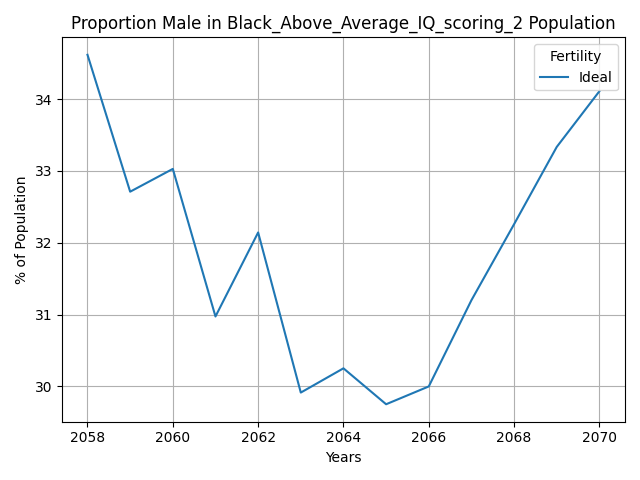 Proportion Male in Black_Above_Average_IQ_scoring_2 Population
Fertility
Ideal
34
33
32
31
30
% of Population
2058 2060 2062 2064 2066 2068 2070
Years